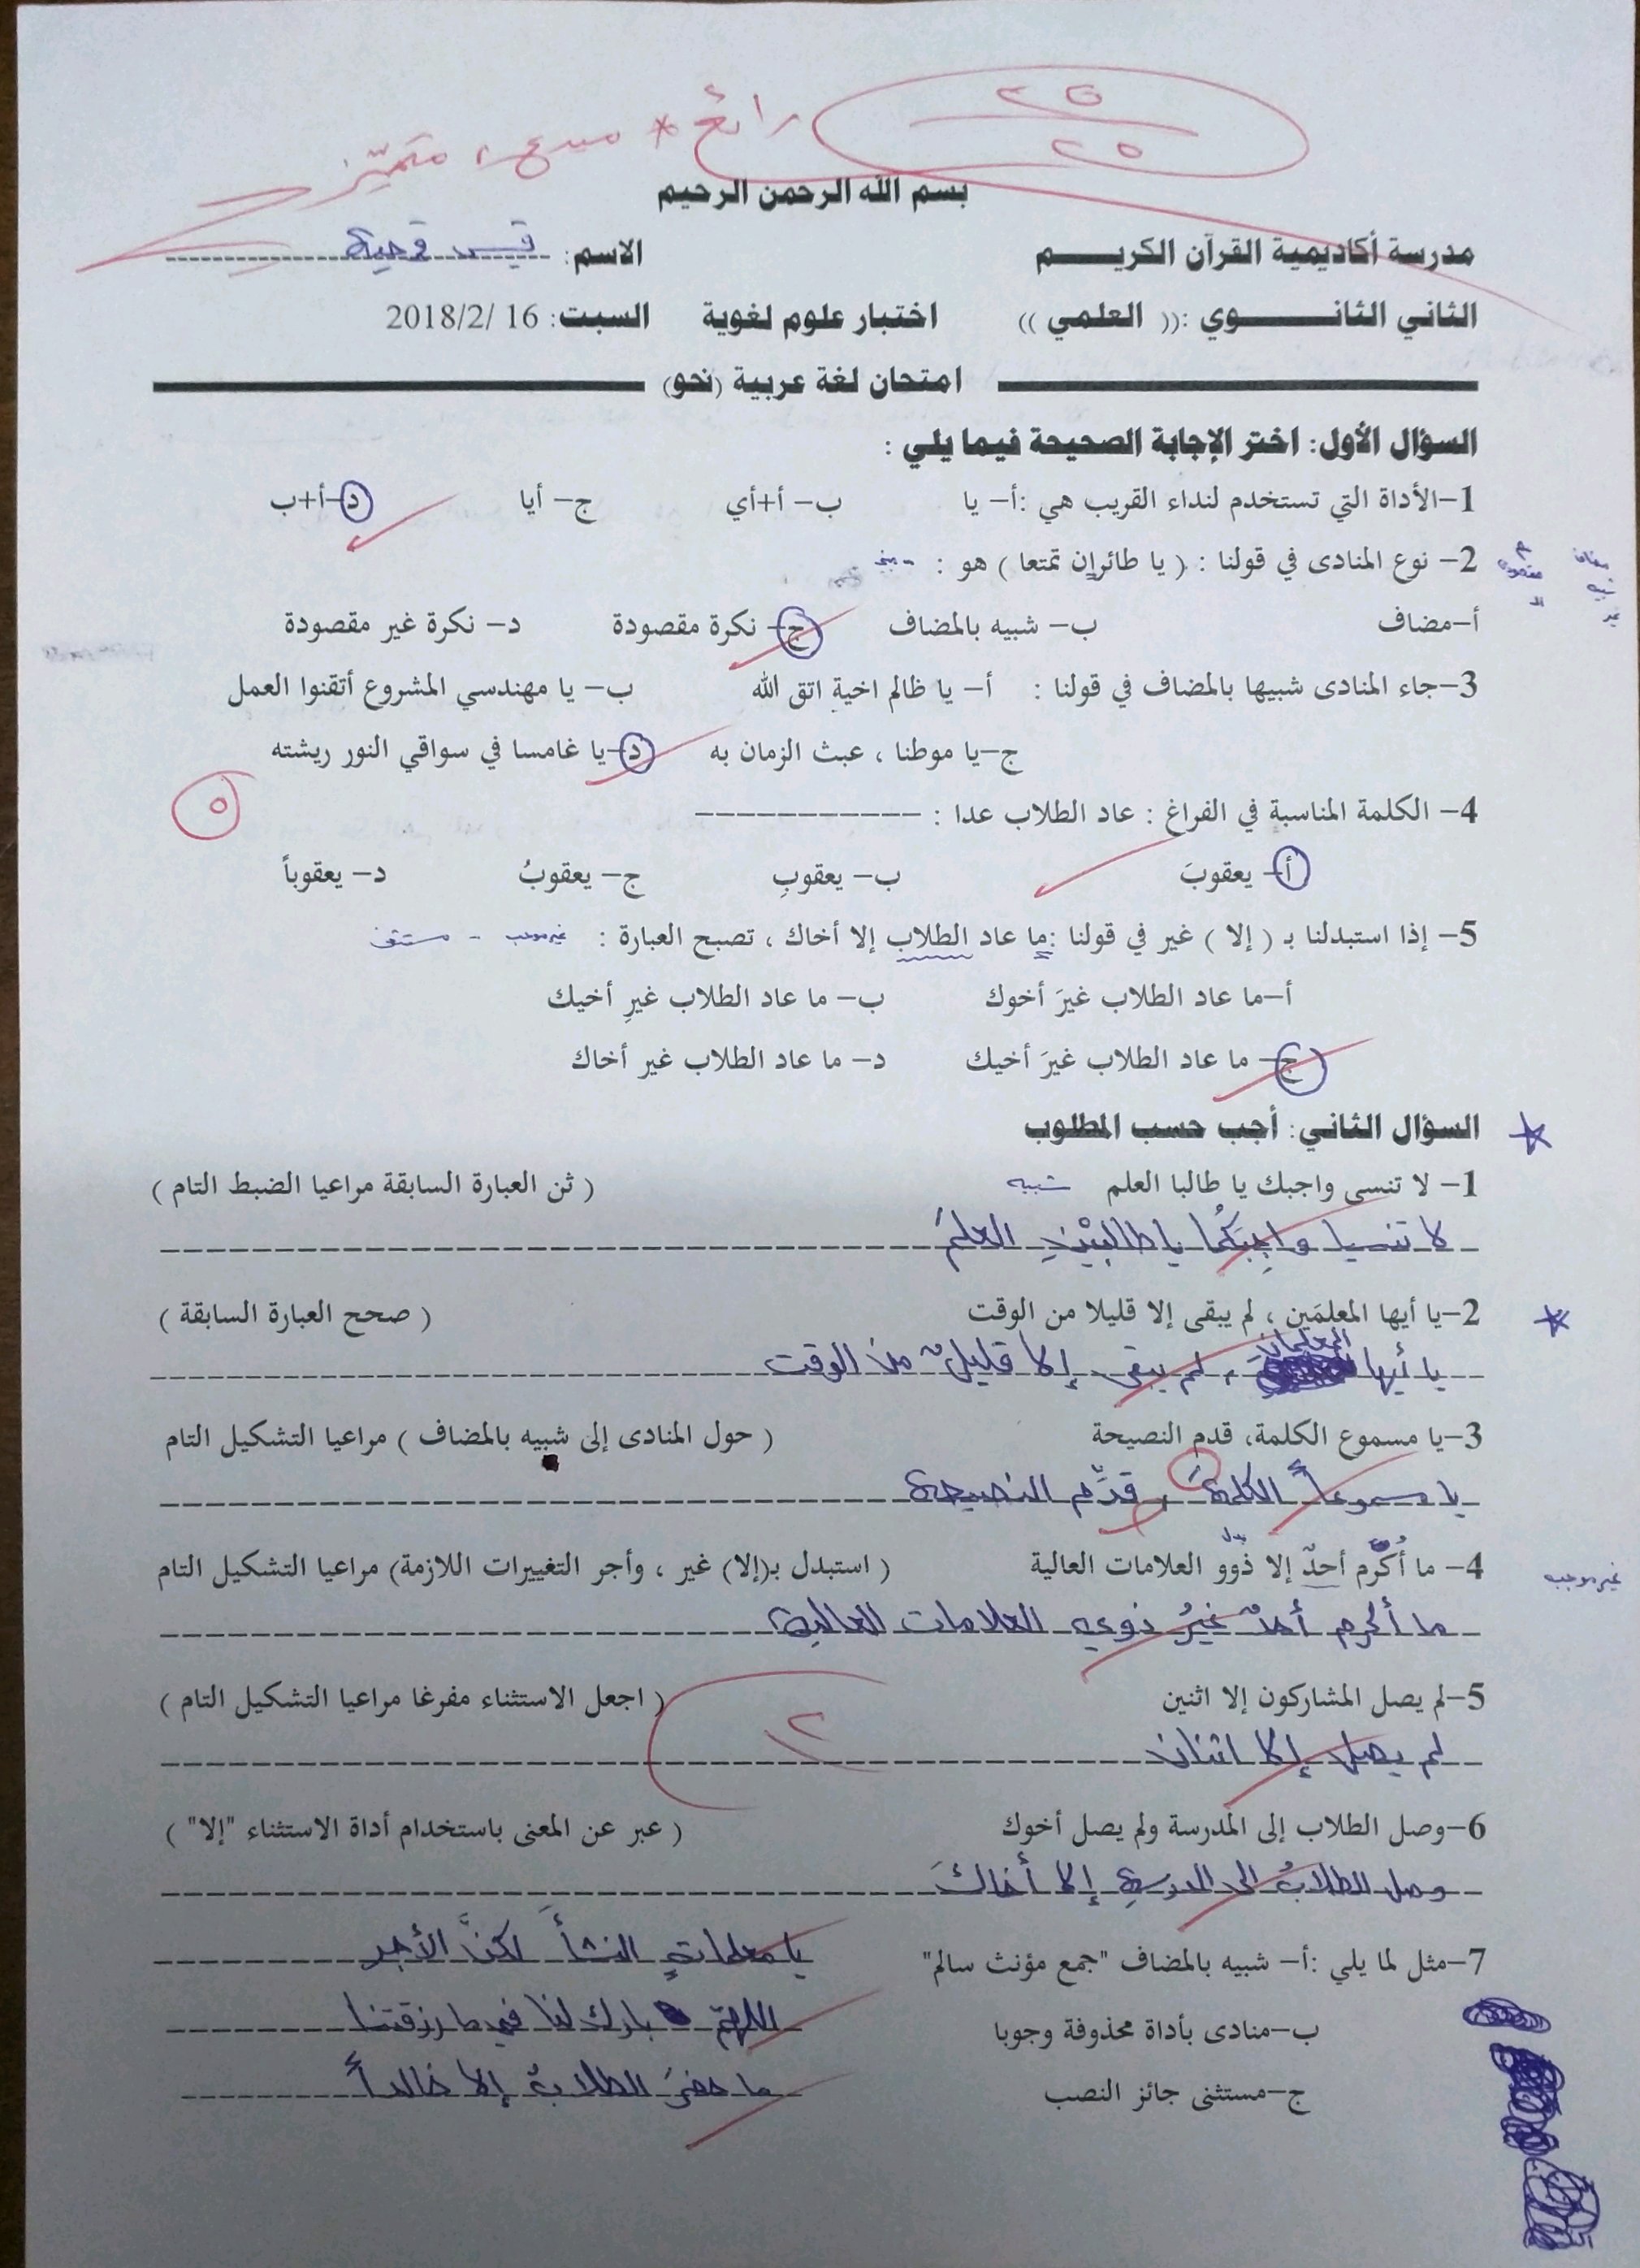 ٢٥
٢٥
رائع * مبدع، متميّز
بسم الله الرحمن الرحيم
مدرسة أكاديمية القرآن الكريـــم الاسم: قيس
الثاني الثانـــــوي :(( العلمي )) اختبار علوم لغوية السبت: 16 /2/2018
امتحان لغة عربية (نحو)
السؤال الأول: اختر الإجابة الصحيحة فيما يلي :
1-الأداة التي تستخدم لنداء القريب هي :أ- يا ب- أ+أي ج- أيا د-أ+ب
2- نوع المنادى في قولنا : ( يا طائران تمتعا ) هو :
أ-مضاف ب- شبيه بالمضاف ج- نكرة مقصودة د- نكرة غير مقصودة
3-جاء المنادى شبيها بالمضاف في قولنا : أ- يا ظالم اخية اتق الله ب- يا مهندسي المشروع أتقنوا العمل
ج-يا موطنا ، عبث الزمان به د-يا غامسا في سواقي النور ريشته
٥
4- الكلمة المناسبة في الفراغ : عاد الطلاب عدا : -----------
أ- يعقوبَ ب- يعقوبِ ج- يعقوبُ د- يعقوباً
5- إذا استبدلنا بـ ( إلا ) غير في قولنا :ما عاد الطلاب إلا أخاك ، تصبح العبارة : غير موجب -
أ-ما عاد الطلاب غيرَ أخوك ب- ما عاد الطلاب غيرِ أخيك
ج- ما عاد الطلاب غيرَ أخيك د- ما عاد الطلاب غير أخاك
السؤال الثاني: أجب حسب المطلوب
1- لا تنسى واجبك يا طالبا العلم شبيه ( ثن العبارة السابقة مراعيا الضبط التام )
لا تنسيا واجبَكُما يا طالبَيْنِ العلمَ
2-يا أيها المعلمَين ، لم يبقى إلا قليلا من الوقت ( صحح العبارة السابقة )
يا أيها المعلمان ، لم يبقى إلا قليلٌ من الوقت
3-يا مسموع الكلمة، قدم النصيحة ( حول المنادى إلى شبيه بالمضاف ) مراعيا التشكيل التام
يا مسموعاً الكلمةَ ، قدّم النصيحة
4- ما أُكرم أحدٌ إلا ذوو العلامات العالية ( استبدل بـ(إلا) غير ، وأجر التغييرات اللازمة) مراعيا التشكيل التام
غير موجب
ما أكرم أحدٌ غيرُ ذوي العلامات العالية
5-لم يصل المشاركون إلا اثنين ( اجعل الاستثناء مفرغا مراعيا التشكيل التام )
٢
لم يصل إلا اثنان
6-وصل الطلاب إلى المدرسة ولم يصل أخوك ( عبر عن المعنى باستخدام أداة الاستثناء "إلا" )
وصل الطلابُ إلى المدرسةِ إلا أخاكَ
7-مثل لما يلي :أ- شبيه بالمضاف "جمع مؤنث سالم" يا معلماتٍ النشأَ لكنَّ الأجر
ب-منادى بأداة محذوفة وجوبا اللهمّ بارك لنا فيما رزقتنا
ج-مستثنى جائز النصب ما حضرَ الطلابُ إلا خالداً